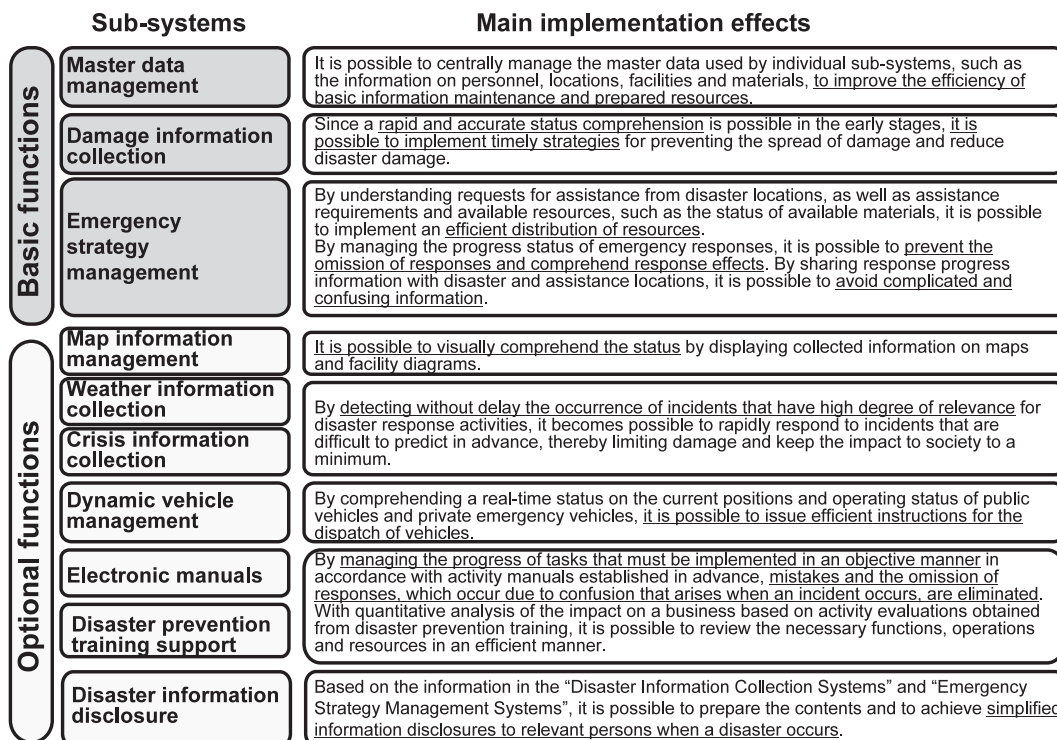 Sub-systems
Main implementation effects
Basic functions
Master data
management
It is possible to centrally manage the master data used by individual sub-systems, such as
the information on personnel, locations, facilities and materials, to improve the efficiency of
basic information maintenance and prepared resources.
Damage information
collection
Since a rapid and accurate status comprehension is possible in the early stages, it is
possible to implement timely strategies for preventing the spread of damage and reduce
disaster damage.
Emergency
strategy
management
By understanding requests for assistance from disaster locations, as well as assistance
requirements and available resources, such as the status of available materials, it is possible
to implement an efficient distribution of resources.
By managing the progress status of emergency responses, it is possible to prevent the
omission of responses and comprehend response effects. By sharing response progress
information with disaster and assistance locations, it is possible to avoid complicated and
confusing information.
Optional functions
Map information
management
It is possible to visually comprehend the status by displaying collected information on maps
and facility diagrams.
Weather information
collection
Crisis information
collection
By detecting without delay the occurrence of incidents that have high degree of relevance for
disaster response activities, it becomes possible to rapidly respond to incidents that are
difficult to predict in advance, thereby limiting damage and keep the impact to society to a
minimum.
Dynamic vehicle
management
By comprehending a real-time status on the current positions and operating status of public
vehicles and private emergency vehicles, it is possible to issue efficient instructions for the
dispatch of vehicles.
Electronic manuals
Disaster prevention
training support
By managing the progress of tasks that must be implemented in an objective manner in
accordance with activity manuals established in advance, mistakes and the omission of
responses, which occur due to confusion that arises when an incident occurs, are eliminated.
With quantitative analysis of the impact on a business based on activity evaluations obtained
from disaster prevention training, it is possible to review the necessary functions, operations
and resources in an efficient manner.
Disaster information
disclosure
Based on the information in the “Disaster Information Collection Systems” and “Emergency
Strategy Management Systems”, it is possible to prepare the contents and to achieve simplified
information disclosures to relevant persons when a disaster occurs.